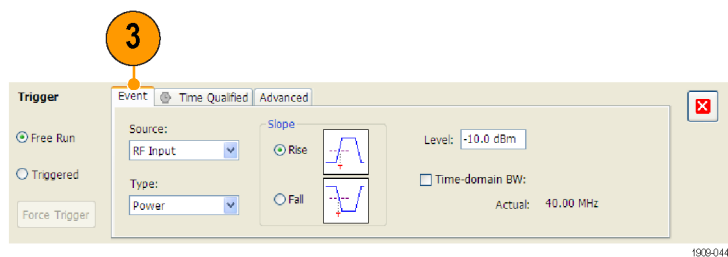 3
Trigger
Event Time Qualified Advanced
Free Run
Triggered
Force Trigger
Source:
RF Input
Type:
Power
Slope
Rise
Fall
Level: -10.0 dBm
Time-domain BW:
Actual: 40.00 MHz
1909-044